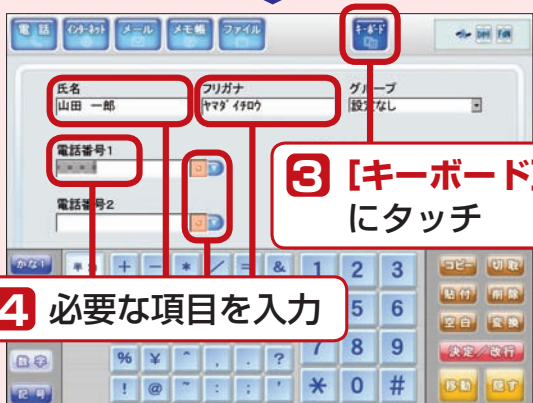 電話 インターネット メール メモ帳 ファイル キーボード
氏名 フリガナ グループ
山田 一郎 ヤマダ イチロウ 設定なし
電話番号1
3 [キーボード]
にタッチ
電話番号2
かな1 + - * / = & 1 2 3 コピー 切取
4 必要な項目を入力
5 6 貼付 削除
空白 変換
% ¥ ^ , . ? 7 8 9 決定/改行
記号 ! @ ~ : ; ' * 0 # 移動 隠す